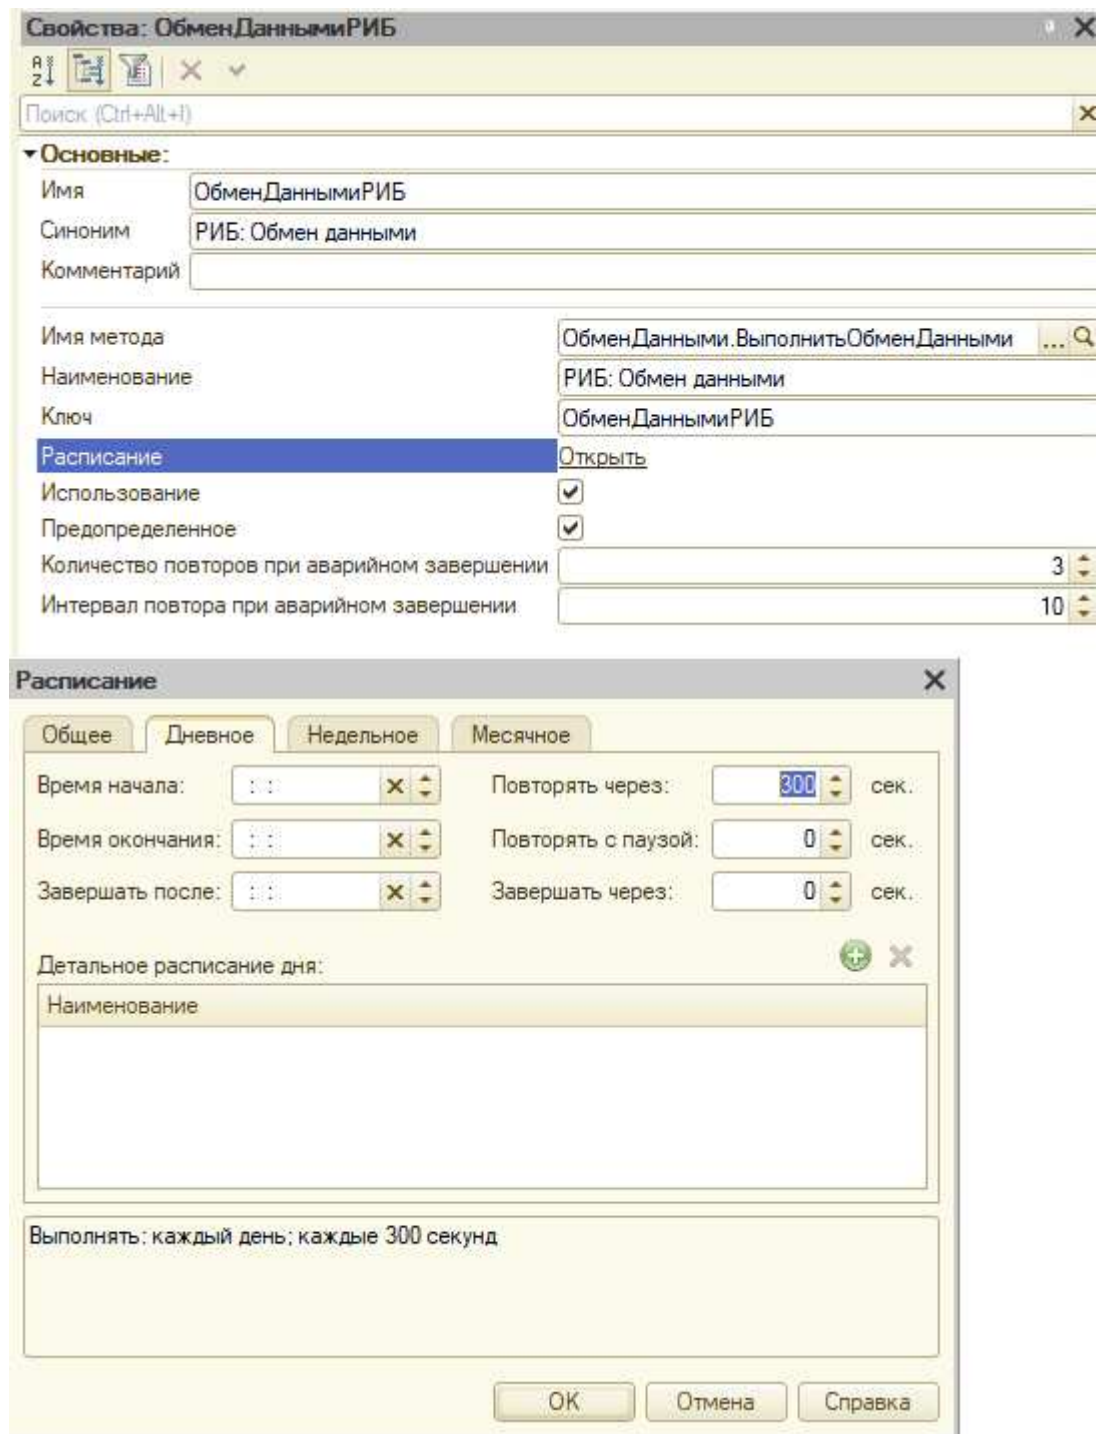 Свойства: ОбменДаннымиРИБ
Поиск (Ctrl+Alt+I)
Основные:
Имя ОбменДаннымиРИБ
Синоним РИБ: Обмен данными
Комментарий
Имя метода ОбменДанными.ВыполнитьОбменДанными ...
Наименование РИБ: Обмен данными
Ключ ОбменДаннымиРИБ
Расписание Открыть
Использование
Предопределенное
Количество повторов при аварийном завершении 3
Интервал повтора при аварийном завершении 10
Расписание
Общее Дневное Недельное Месячное
Время начала: : : Повторять через: 300 сек.
Время окончания: : : Повторять с паузой: 0 сек.
Завершать после: : : Завершать через: 0 сек.
Детальное расписание дня:
Наименование
Выполнять: каждый день; каждые 300 секунд
OK Отмена Справка